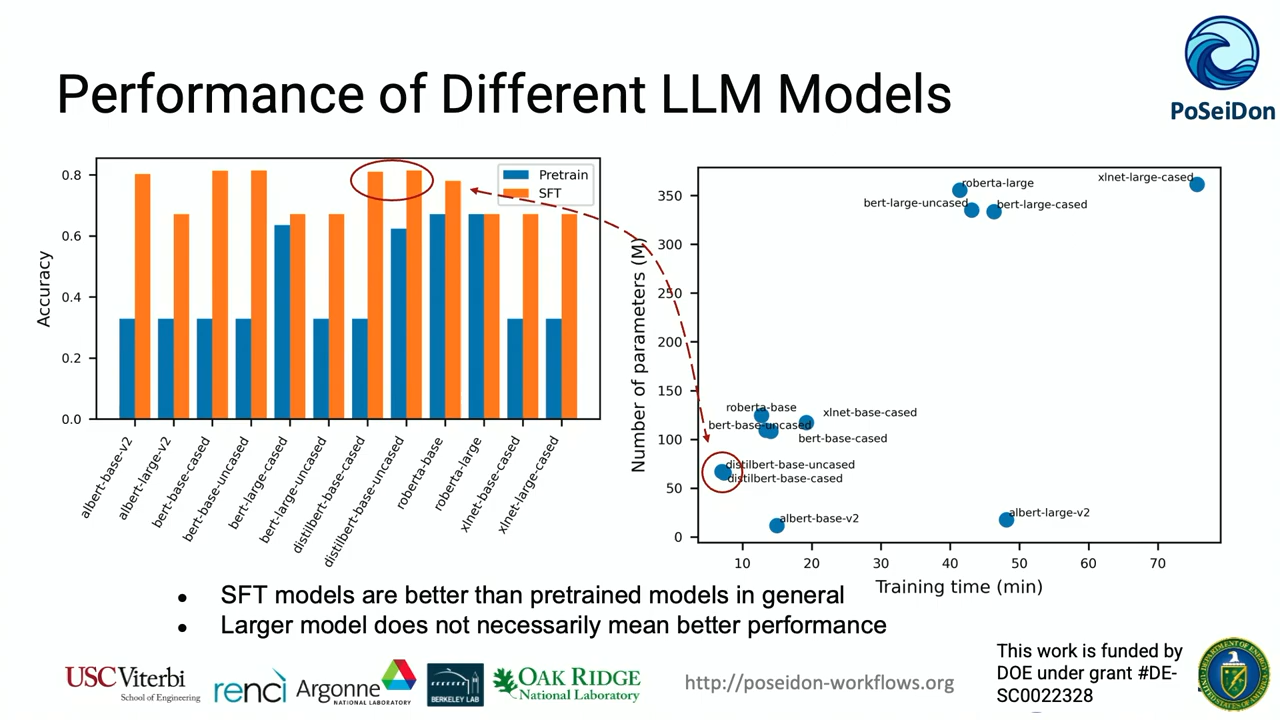 Performance of Different LLM Models
PoSeiDon
Pretrain
SFT
Accuracy
0.8
0.6
0.4
0.2
0.0
albert-base-v2
albert-large-v2
bert-base-cased
bert-base-uncased
bert-large-cased
bert-large-uncased
distilbert-base-cased
distilbert-base-uncased
roberta-base
roberta-large
xlnet-base-cased
xlnet-large-cased
Number of parameters (M)
350
300
250
200
150
100
50
0
roberta-large
xlnet-large-cased
bert-large-uncased
bert-large-cased
roberta-base
xlnet-base-cased
bert-base-uncased
bert-base-cased
distilbert-base-uncased
distilbert-base-cased
albert-base-v2
albert-large-v2
10
20
30
40
50
60
70
Training time (min)
• SFT models are better than pretrained models in general
• Larger model does not necessarily mean better performance
USC Viterbi
School of Engineering
renci
Argonne
NATIONAL LABORATORY
BERKELEY LAB
OAK RIDGE
National Laboratory
http://poseidon-workflows.org
This work is funded by
DOE under grant #DE-
SC0022328